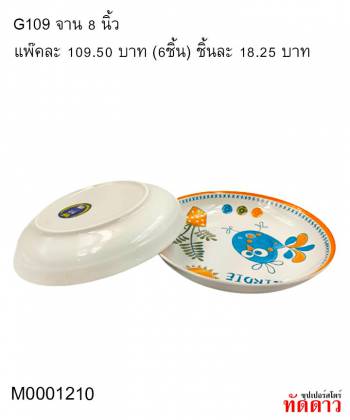 G109 จาน 8 นิ้ว
แพ๊คละ 109.50 บาท (6ชิ้น) ชิ้นละ 18.25 บาท
M0001210
ซุปเปอร์สโตร์
ทัดดาว